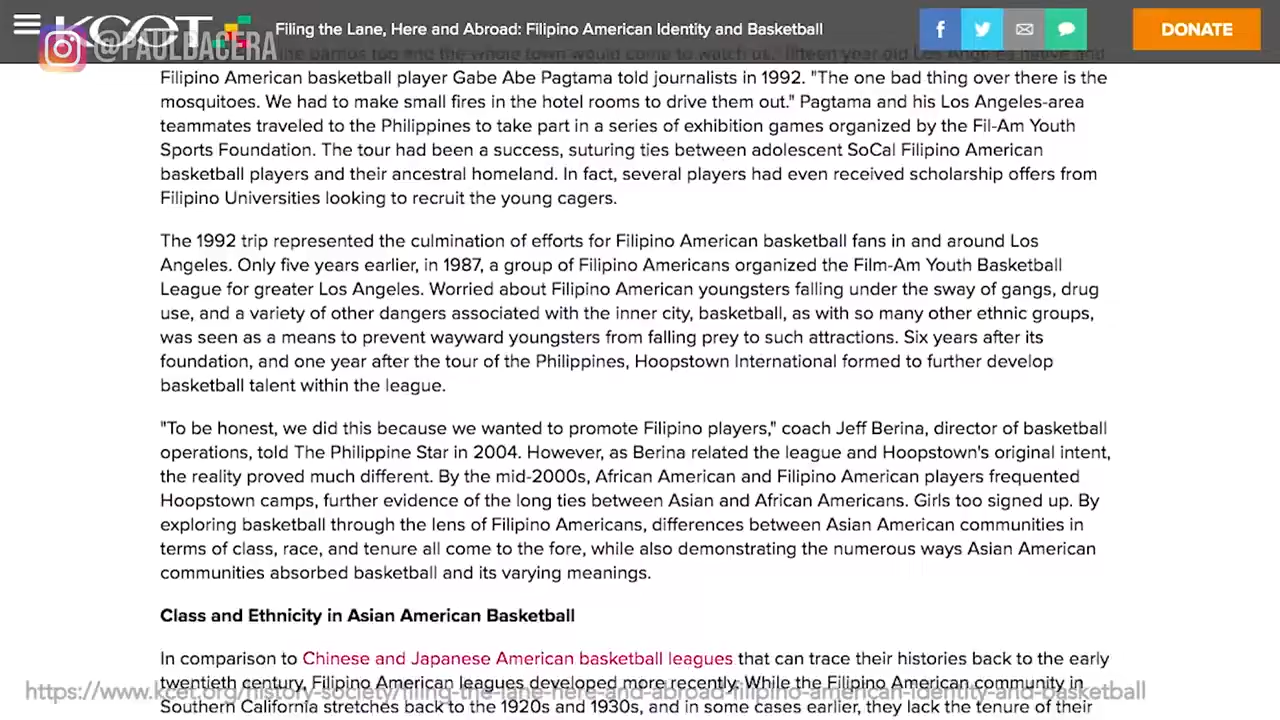 KCET
@PAULBACERA
Filing the Lane, Here and Abroad: Filipino American Identity and Basketball
DONATE
Filipino American basketball player Gabe Abe Pagtama told journalists in 1992. "The one bad thing over there is the
mosquitoes. We had to make small fires in the hotel rooms to drive them out." Pagtama and his Los Angeles-area
teammates traveled to the Philippines to take part in a series of exhibition games organized by the Fil-Am Youth
Sports Foundation. The tour had been a success, suturing ties between adolescent SoCal Filipino American
basketball players and their ancestral homeland. In fact, several players had even received scholarship offers from
Filipino Universities looking to recruit the young cagers.
The 1992 trip represented the culmination of efforts for Filipino American basketball fans in and around Los
Angeles. Only five years earlier, in 1987, a group of Filipino Americans organized the Film-Am Youth Basketball
League for greater Los Angeles. Worried about Filipino American youngsters falling under the sway of gangs, drug
use, and a variety of other dangers associated with the inner city, basketball, as with so many other ethnic groups,
was seen as a means to prevent wayward youngsters from falling prey to such attractions. Six years after its
foundation, and one year after the tour of the Philippines, Hoopstown International formed to further develop
basketball talent within the league.
"To be honest, we did this because we wanted to promote Filipino players," coach Jeff Berina, director of basketball
operations, told The Philippine Star in 2004. However, as Berina related the league and Hoopstown's original intent,
the reality proved much different. By the mid-2000s, African American and Filipino American players frequented
Hoopstown camps, further evidence of the long ties between Asian and African Americans. Girls too signed up. By
exploring basketball through the lens of Filipino Americans, differences between Asian American communities in
terms of class, race, and tenure all come to the fore, while also demonstrating the numerous ways Asian American
communities absorbed basketball and its varying meanings.
Class and Ethnicity in Asian American Basketball
In comparison to Chinese and Japanese American basketball leagues that can trace their histories back to the early
twentieth century, Filipino American leagues developed more recently. While the Filipino American community in
https://www.kcet.org/history-society/filing-the-lane-here-and-abroad-filipino-american-identity-and-basketball
Southern California stretches back to the 1920s and 1930s, and in some cases earlier, they lack the tenure of their